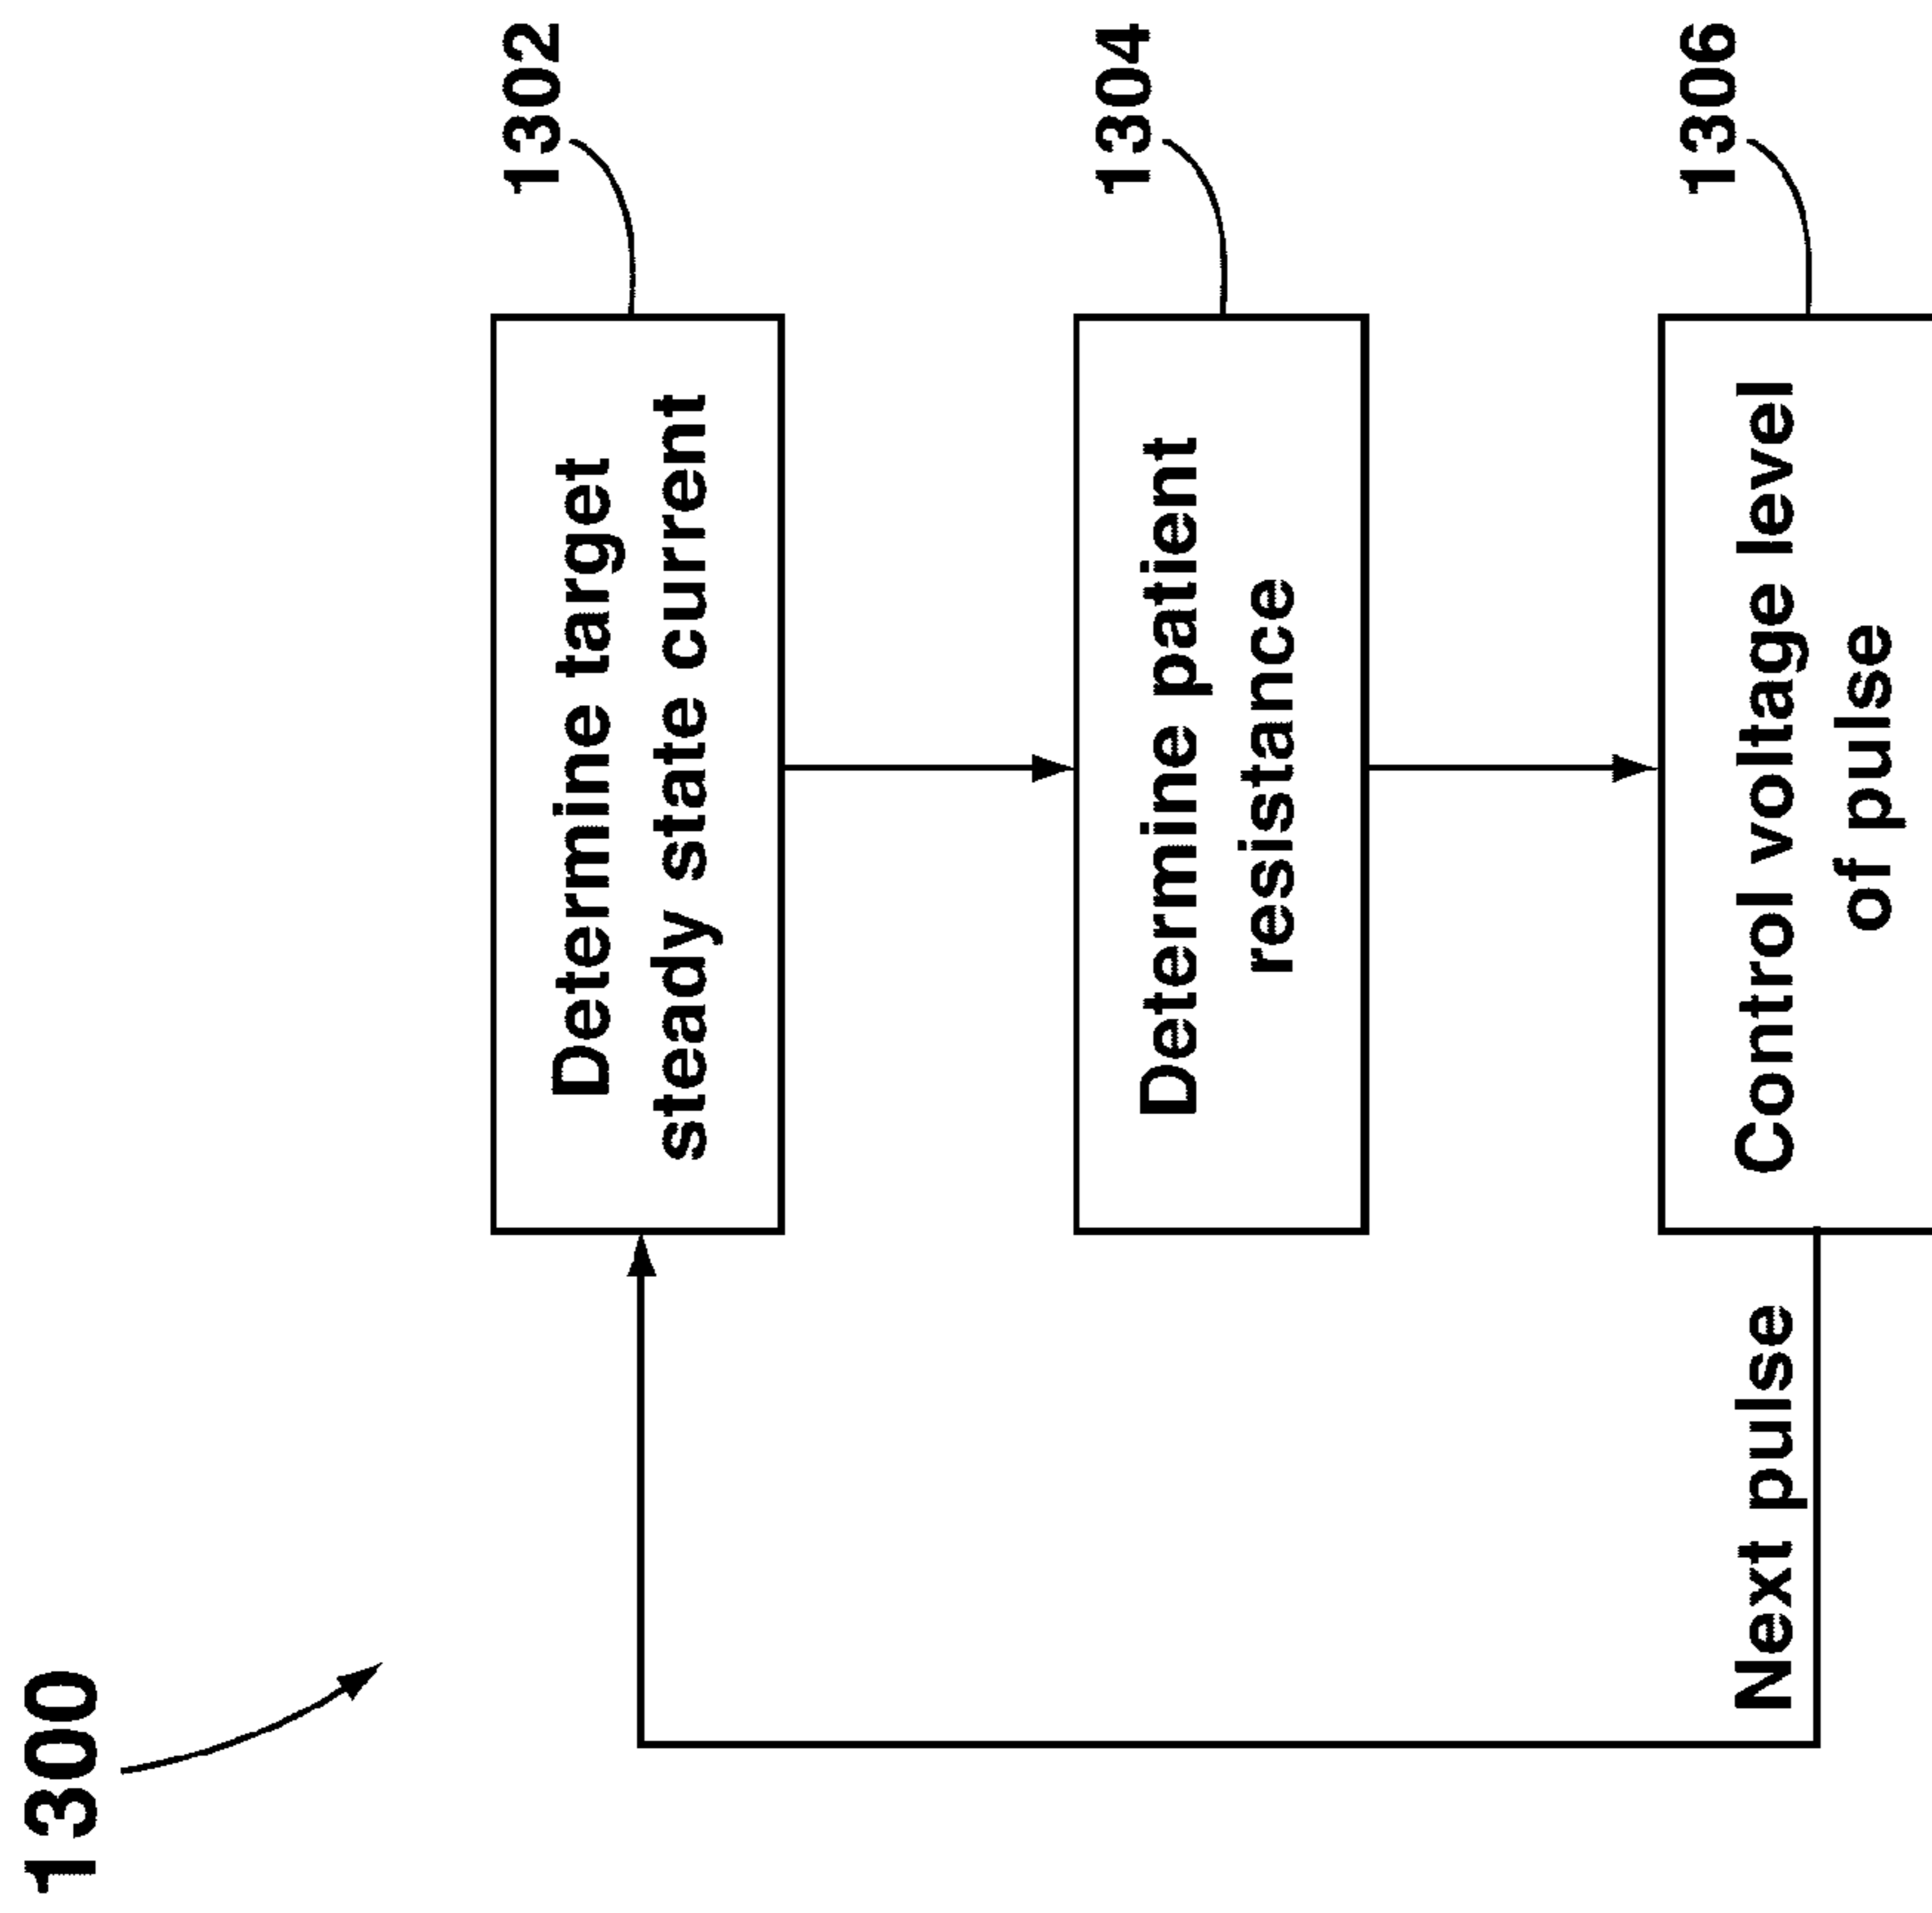 1300
1302
Determine target
steady state current
1304
Determine patient
resistance
1306
Control voltage level
of pulse
Next pulse